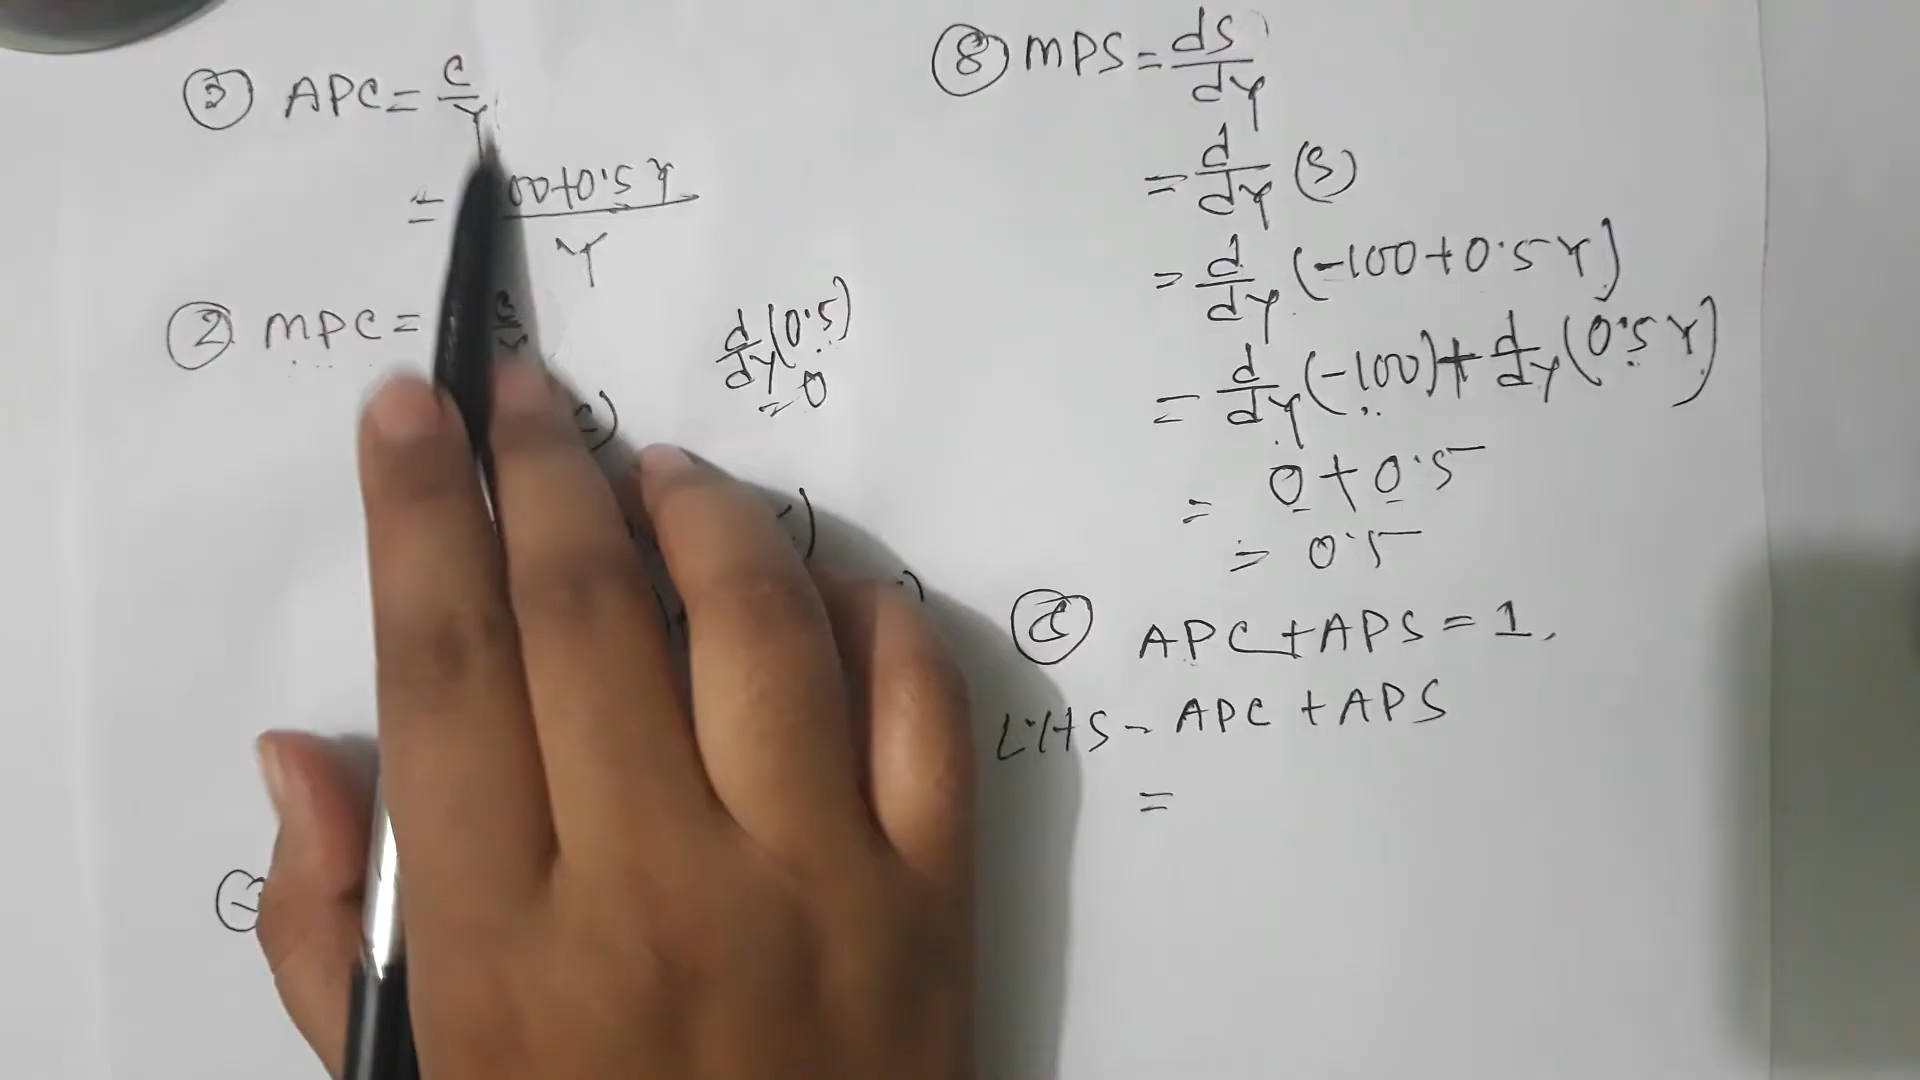 APC = C/Y
= 00+0.5Y / Y
② MPC =
d/dy (0.5)
= 0
⑧ MPS = dS/dy
= d/dy (S)
= d/dy (-100+0.5Y)
= d/dy (-100) + d/dy (0.5Y)
= 0+0.5
= 0.5
APC + APS = 1.
LHS - APC + APS
=